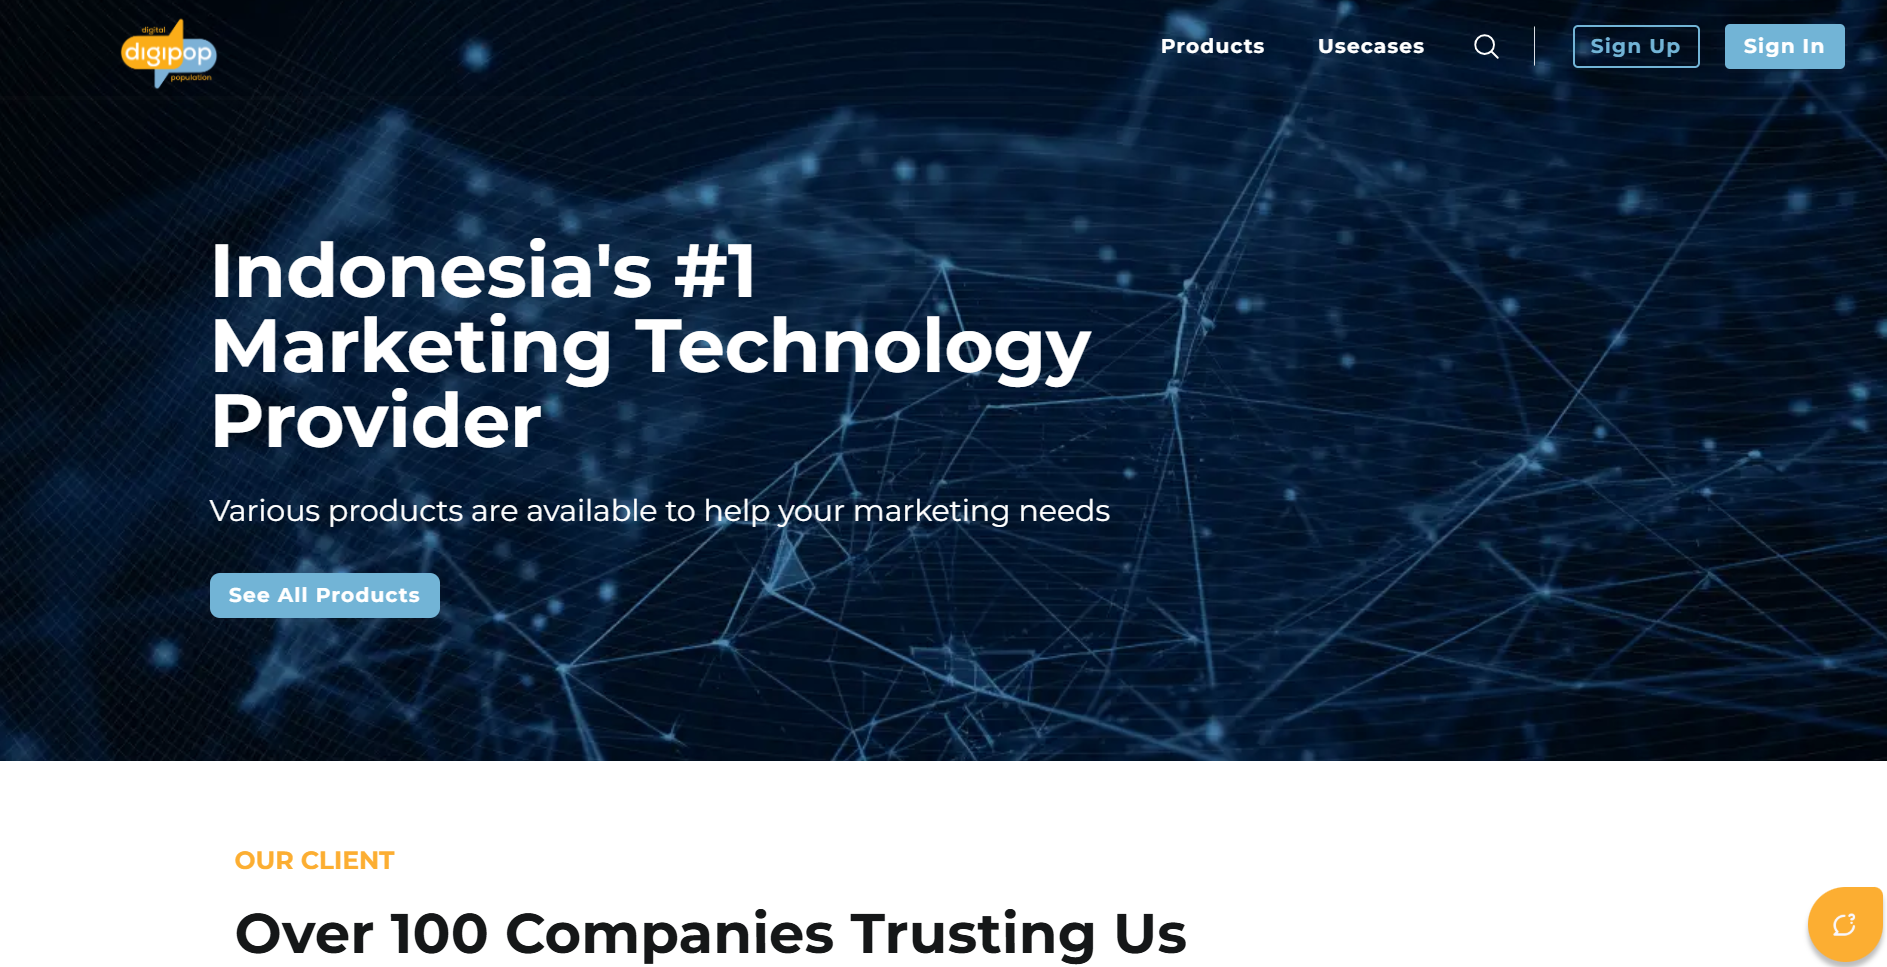 digital
digipop
population
Products
Usecases
Sign Up
Sign In
Indonesia's #1
Marketing Technology
Provider
Various products are available to help your marketing needs
See All Products
OUR CLIENT
Over 100 Companies Trusting Us
?